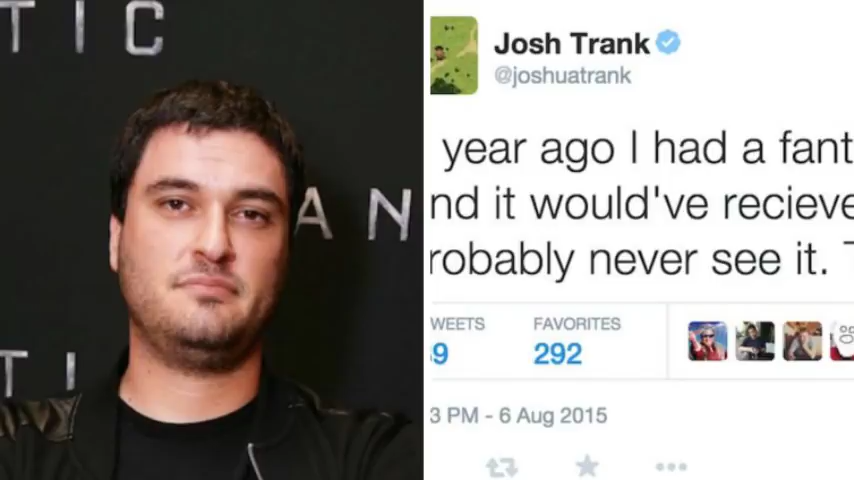 TIC
AN
TI
Josh Trank
@joshuatrank
year ago I had a fant
nd it would've recieve
robably never see it. T
WEETS FAVORITES
9 292
3 PM - 6 Aug 2015